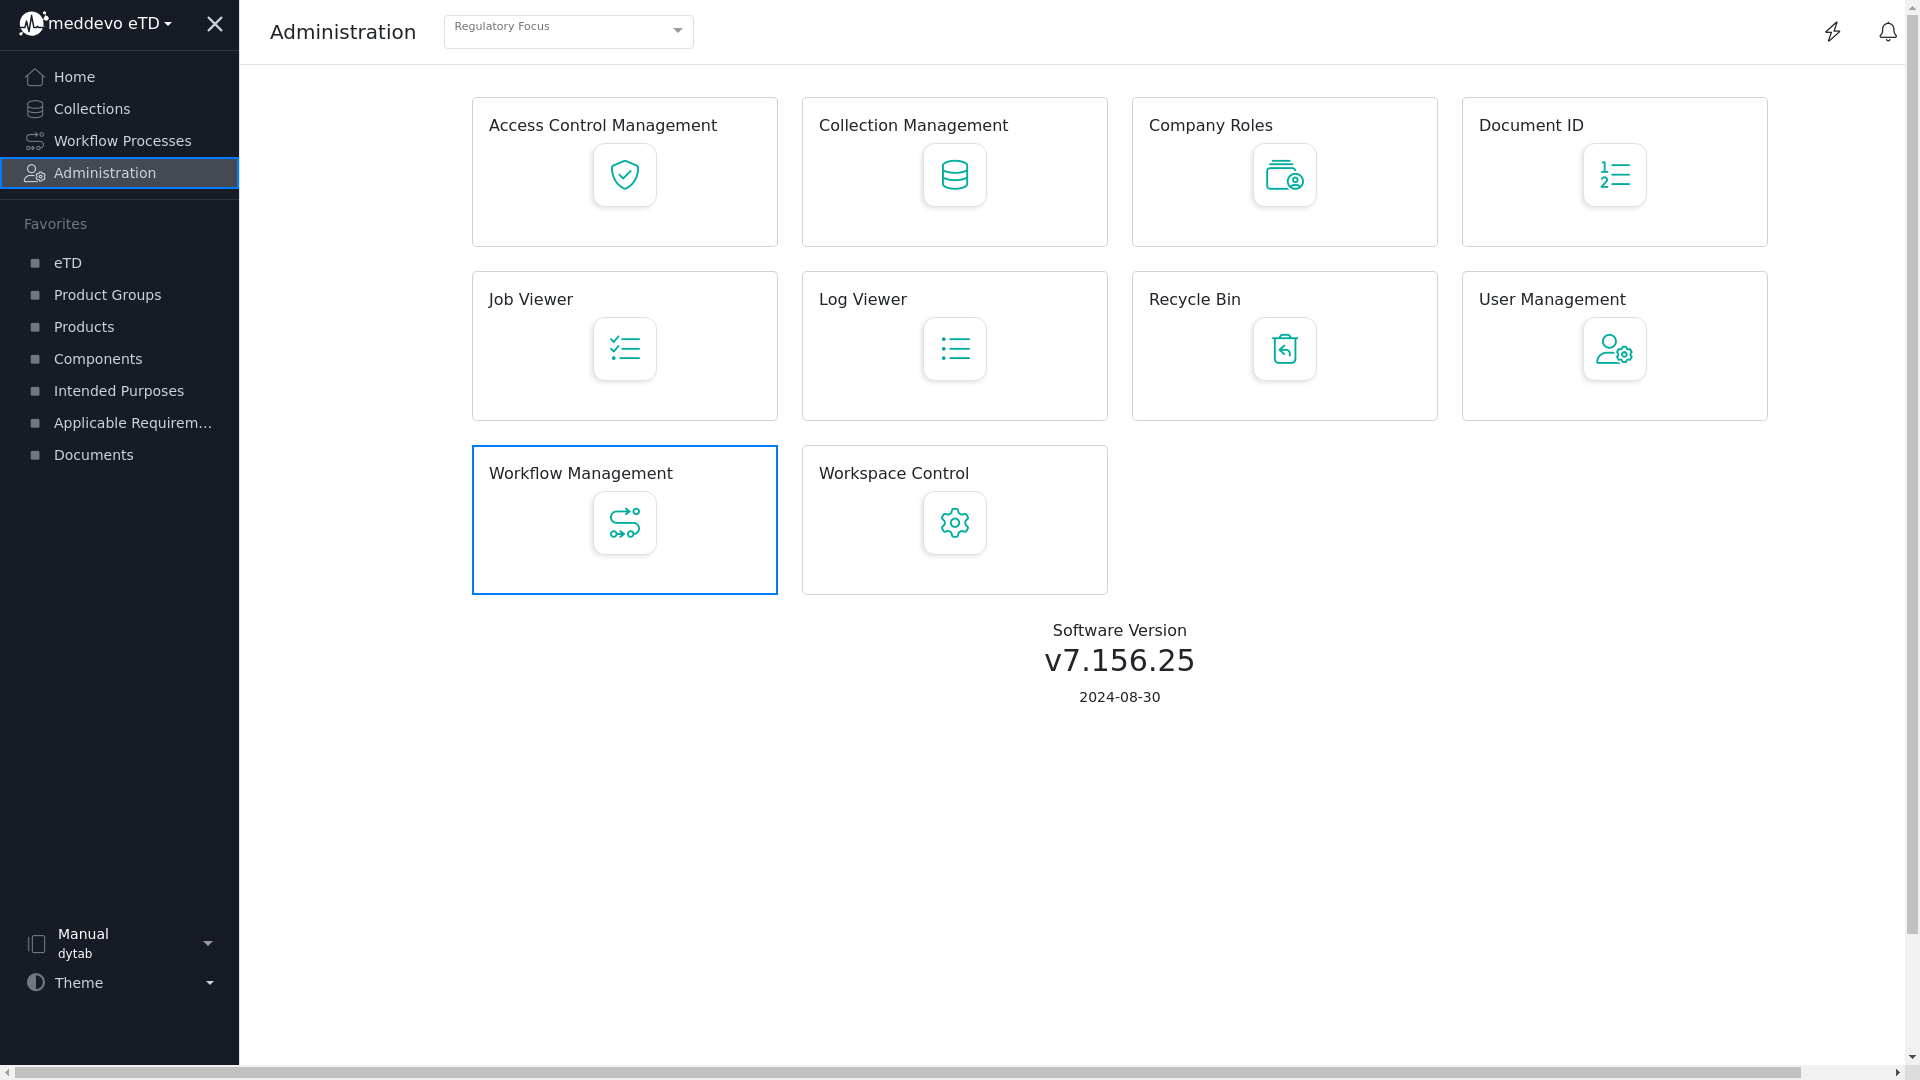 meddevo eTD
Home
Collections
Workflow Processes
Administration
Favorites
eTD
Product Groups
Products
Components
Intended Purposes
Applicable Requirem...
Documents
Manual
dytab
Theme
Administration
Regulatory Focus
Access Control Management
Collection Management
Company Roles
Document ID
1
2
Job Viewer
Log Viewer
Recycle Bin
User Management
Workflow Management
Workspace Control
Software Version
v7.156.25
2024-08-30